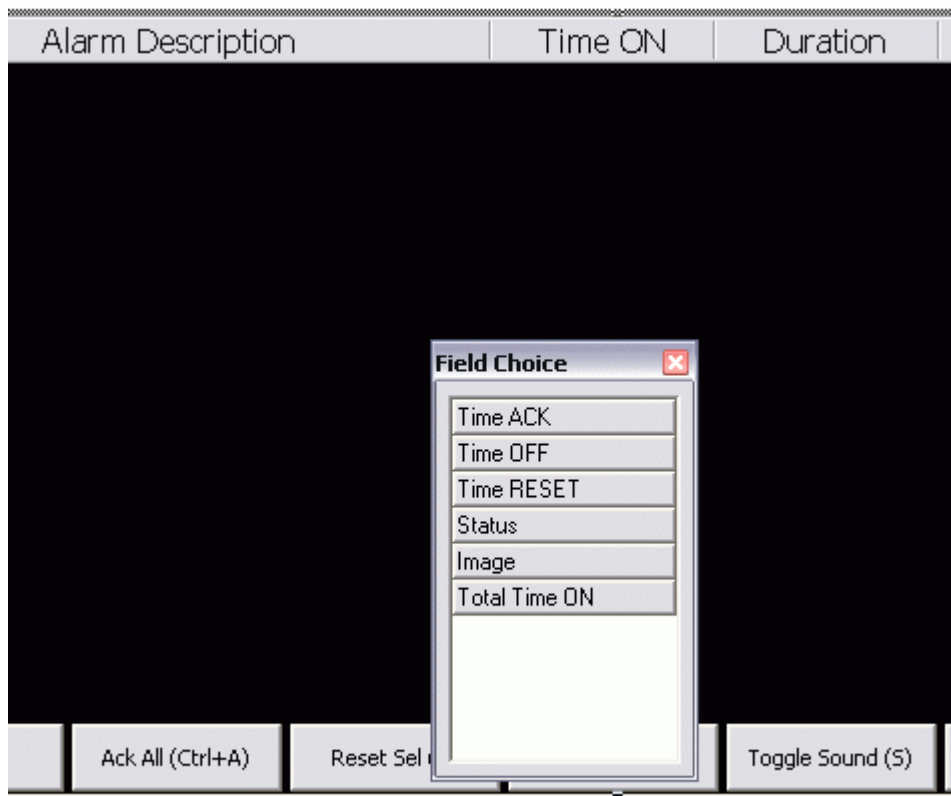 Alarm Description Time ON Duration
Field Choice
Time ACK
Time OFF
Time RESET
Status
Image
Total Time ON
Ack All (Ctrl+A) Reset Sel Toggle Sound (S)